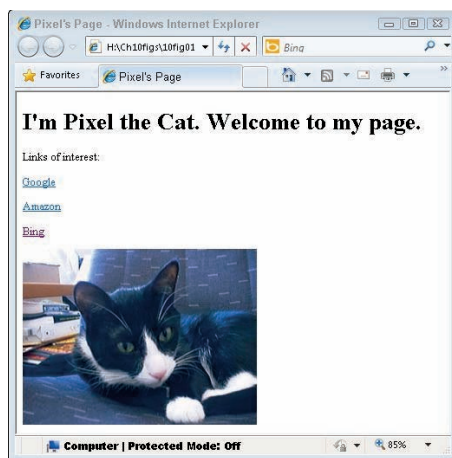 Pixel's Page - Windows Internet Explorer
H:\Ch10figs\10fig01
Bing
Favorites
Pixel's Page
»
I'm Pixel the Cat. Welcome to my page.
Links of interest:
Google
Amazon
Bing
Computer | Protected Mode: Off
85%